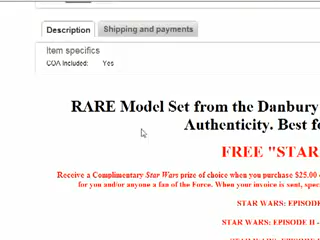 Description Shipping and payments
Item specifics
COA Included: Yes
RARE Model Set from the Danbury
Authenticity. Best fo
FREE "STAR
Receive a Complimentary Star Wars prize of choice when you purchase $25.00
for you and/or anyone a fan of the Force. When your invoice is sent, spec
STAR WARS: EPISODE
STAR WARS: EPISODE II -